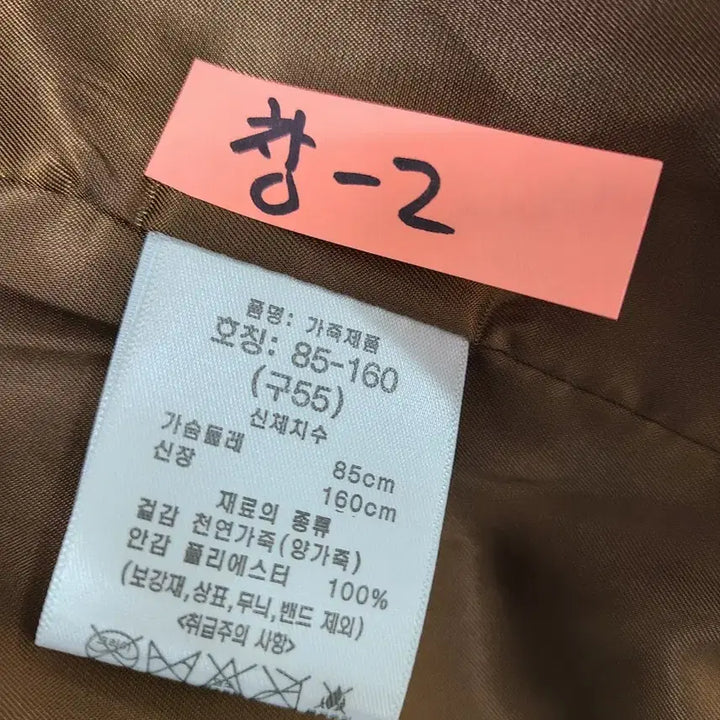 창-2
품명: 가죽제품
호칭: 85-160
(구55)
신체치수
가슴둘레 85cm
신장 160cm
재료의 종류
겉감 천연가죽(양가죽)
안감 폴리에스터 100%
(보강재,상표,무늬,밴드 제외)
<취급주의 사항>